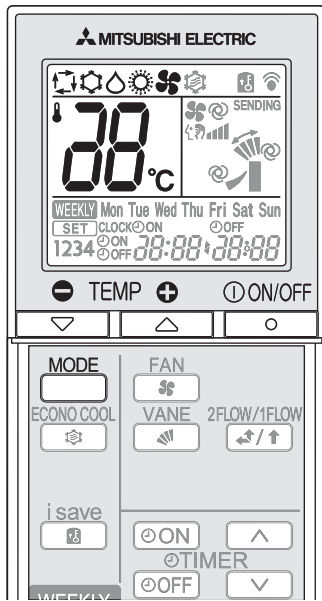 MITSUBISHI ELECTRIC
SENDING
88°C
WEEKLY Mon Tue Wed Thu Fri Sat Sun
SET CLOCK ON OFF
1234 ON OFF 88:88 88:88
TEMP ON/OFF
MODE FAN
ECONO COOL VANE 2FLOW/1FLOW
i save
ON
TIMER
OFF
WEEKLY